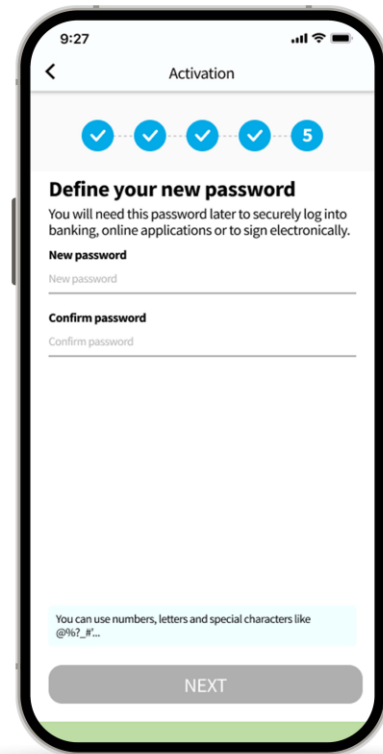 9:27
Activation
5
Define your new password
You will need this password later to securely log into
banking, online applications or to sign electronically.
New password
New password
Confirm password
Confirm password
You can use numbers, letters and special characters like
@%?_#'...
NEXT